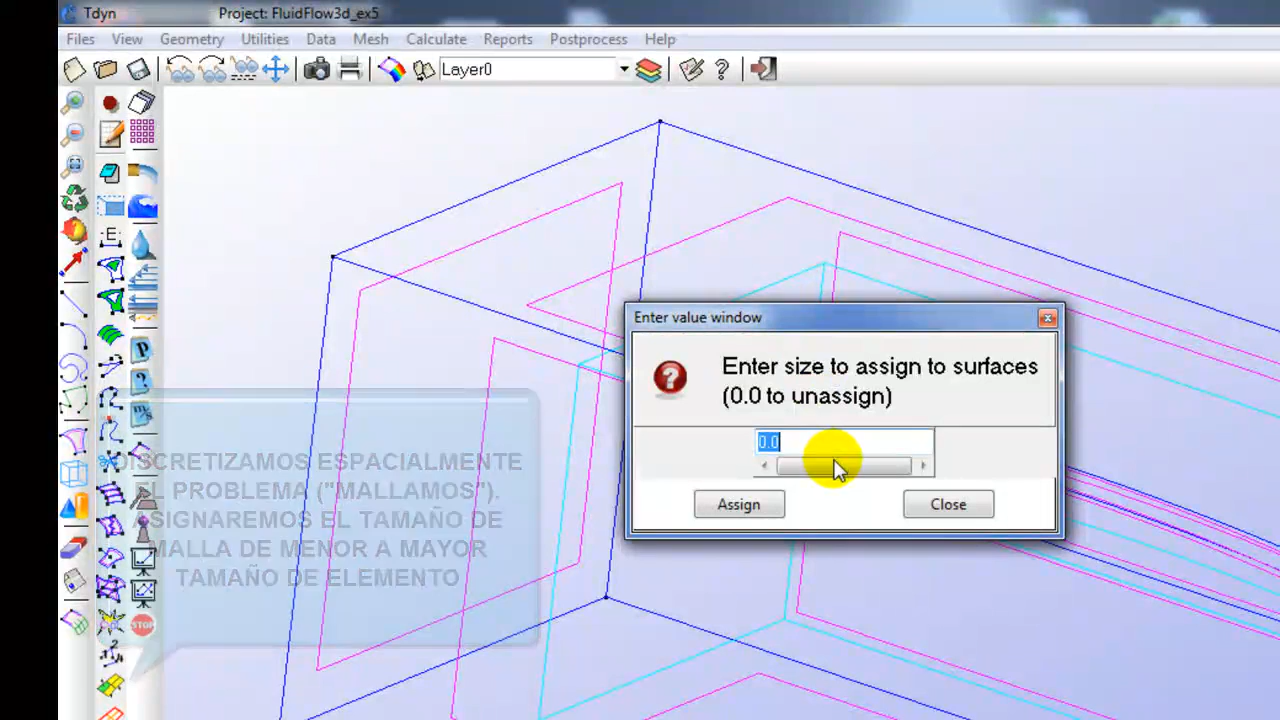 Tdyn Project: FluidFlow3d_ex5
Files View Geometry Utilities Data Mesh Calculate Reports Postprocess Help
Layer0
Enter value window
Enter size to assign to surfaces
(0.0 to unassign)
0.0
Assign Close
DISCRETIZAMOS ESPACIALMENTE
EL PROBLEMA ("MALLAMOS").
ASIGNAREMOS EL TAMAÑO DE
MALLA DE MENOR A MAYOR
TAMAÑO DE ELEMENTO
E
P
?
m/s
STOP